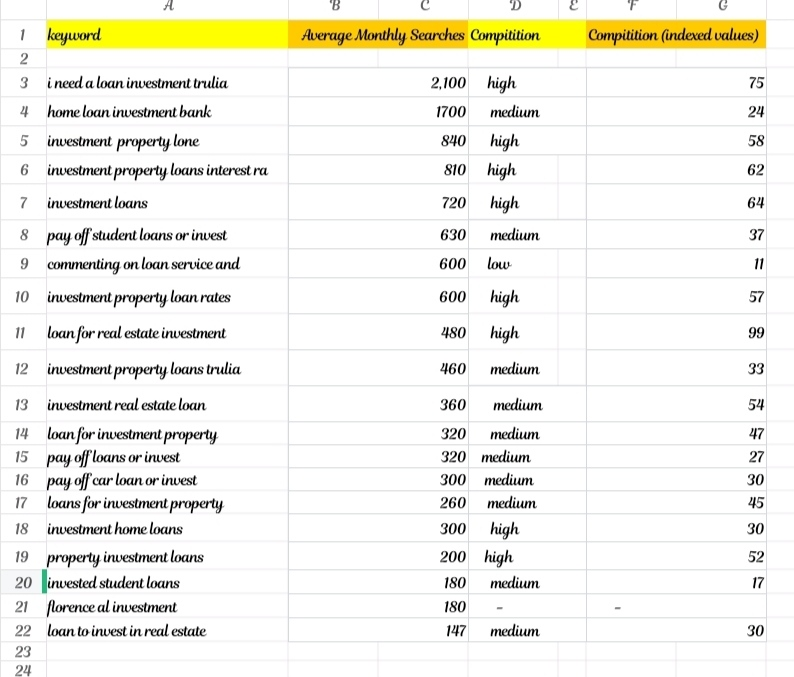 A B C D E F G
1 keyword Average Monthly Searches Compitition Compitition (indexed values)
2
3 i need a loan investment trulia 2,100 high 75
4 home loan investment bank 1700 medium 24
5 investment property lone 840 high 58
6 investment property loans interest ra 810 high 62
7 investment loans 720 high 64
8 pay off student loans or invest 630 medium 37
9 commenting on loan service and 600 low 11
10 investment property loan rates 600 high 57
11 loan for real estate investment 480 high 99
12 investment property loans trulia 460 medium 33
13 investment real estate loan 360 medium 54
14 loan for investment property 320 medium 47
15 pay off loans or invest 320 medium 27
16 pay off car loan or invest 300 medium 30
17 loans for investment property 260 medium 45
18 investment home loans 300 high 30
19 property investment loans 200 high 52
20 invested student loans 180 medium 17
21 florence al investment 180 - -
22 loan to invest in real estate 147 medium 30
23
24